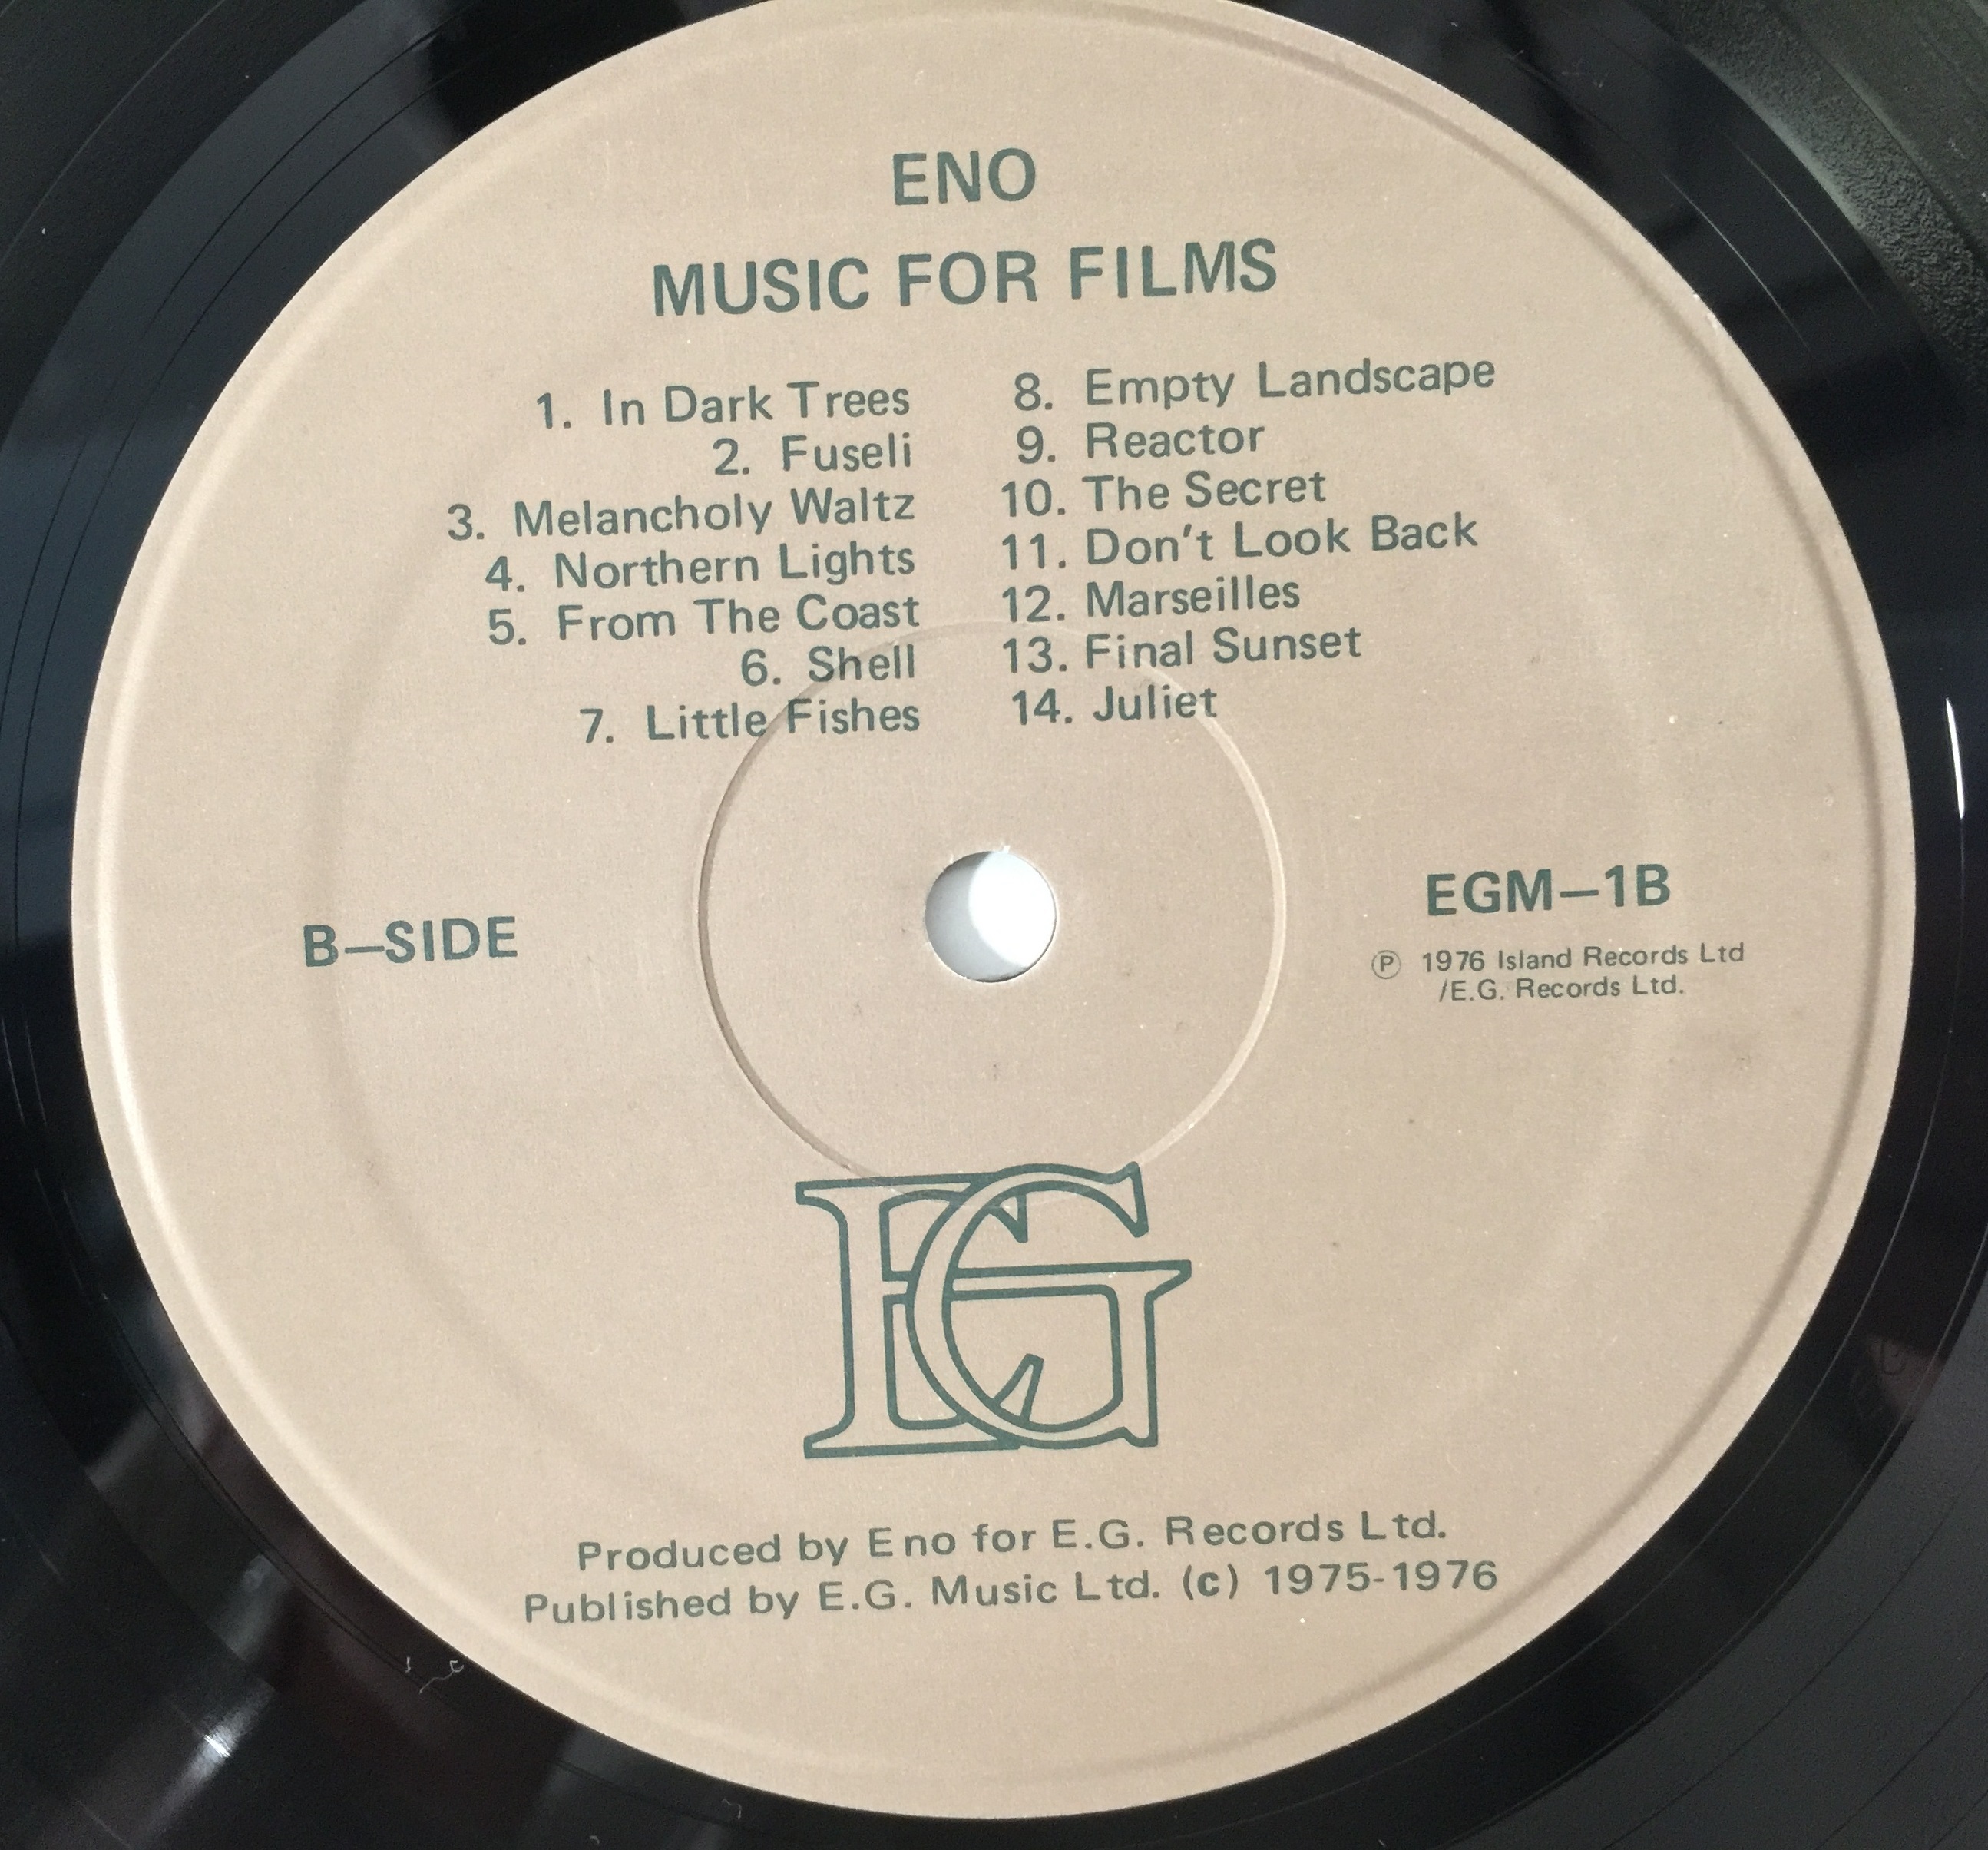 ENO
MUSIC FOR FILMS
1. In Dark Trees
2. Fuseli
3. Melancholy Waltz
4. Northern Lights
5. From The Coast
6. Shell
7. Little Fishes
8. Empty Landscape
9. Reactor
10. The Secret
11. Don't Look Back
12. Marseilles
13. Final Sunset
14. Juliet
B–SIDE
EGM–1B
℗ 1976 Island Records Ltd
/E.G. Records Ltd.
EG
Produced by Eno for E.G. Records Ltd.
Published by E.G. Music Ltd. (c) 1975-1976